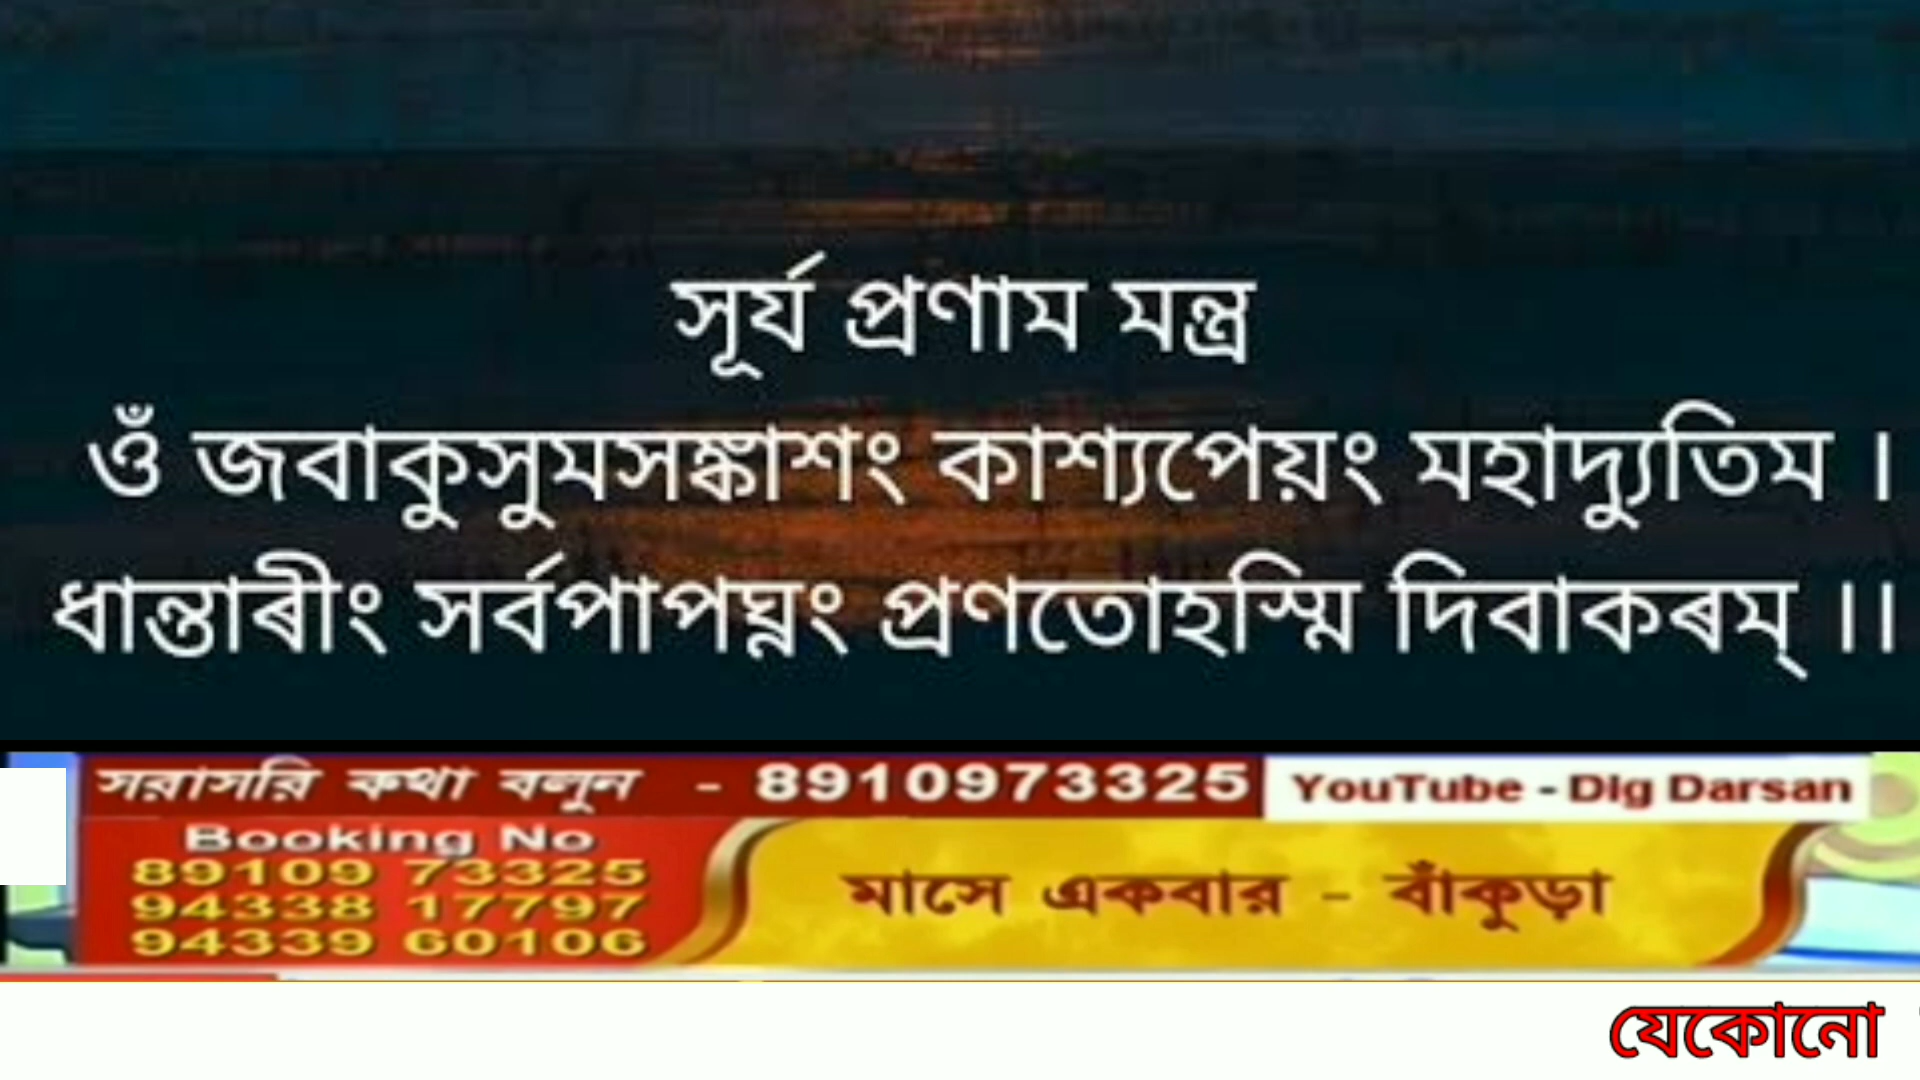 সূর্য প্রণাম মন্ত্র
ওঁ জবাকুসুমসঙ্কাশং কাশ্যপেয়ং মহাদ্যুতিম ।
ধান্তাৰীং সর্বপাপঘ্নং প্রণতোহস্মি দিবাকৰম্ ।।
সরাসরি কথা বলুন - 8910973325 YouTube - Dig Darsan
Booking No
89109 73325
94338 17797
94339 60106
মাসে একবার - বাঁকুড়া
যেকোনো